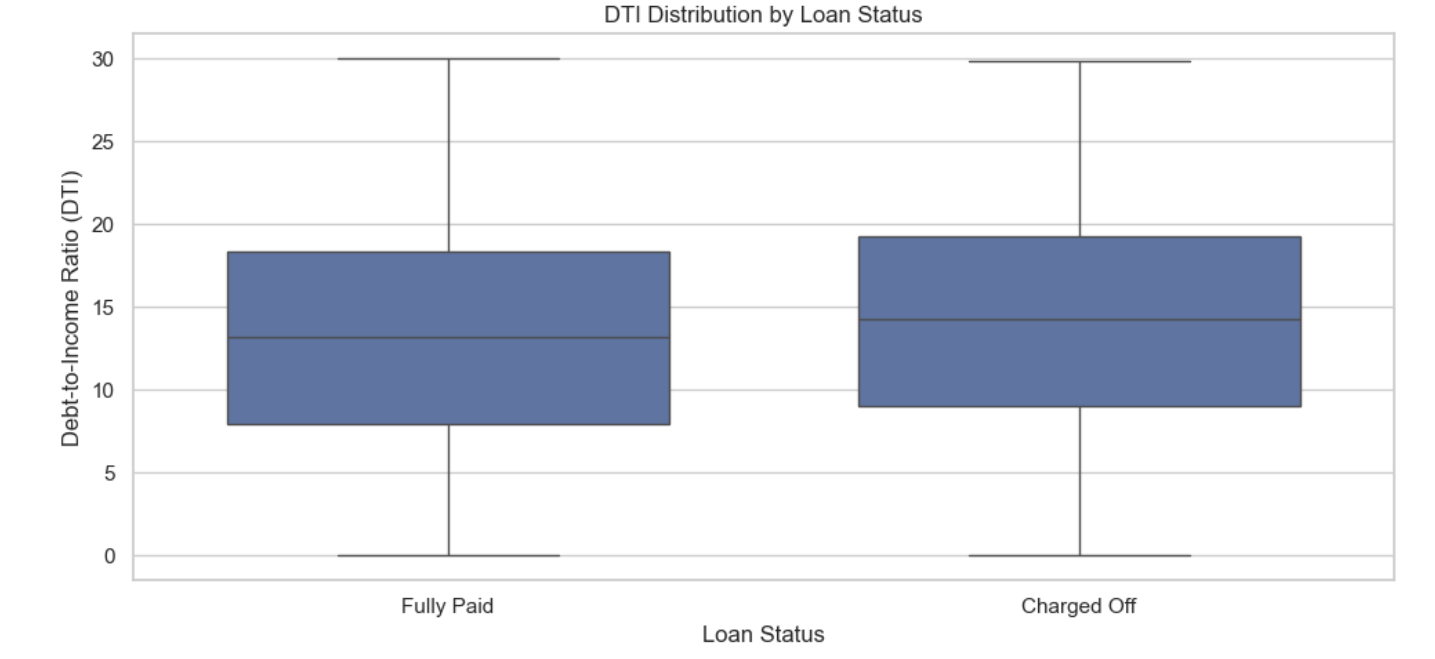 DTI Distribution by Loan Status
Debt-to-Income Ratio (DTI)
30
25
20
15
10
5
0
Fully Paid
Charged Off
Loan Status